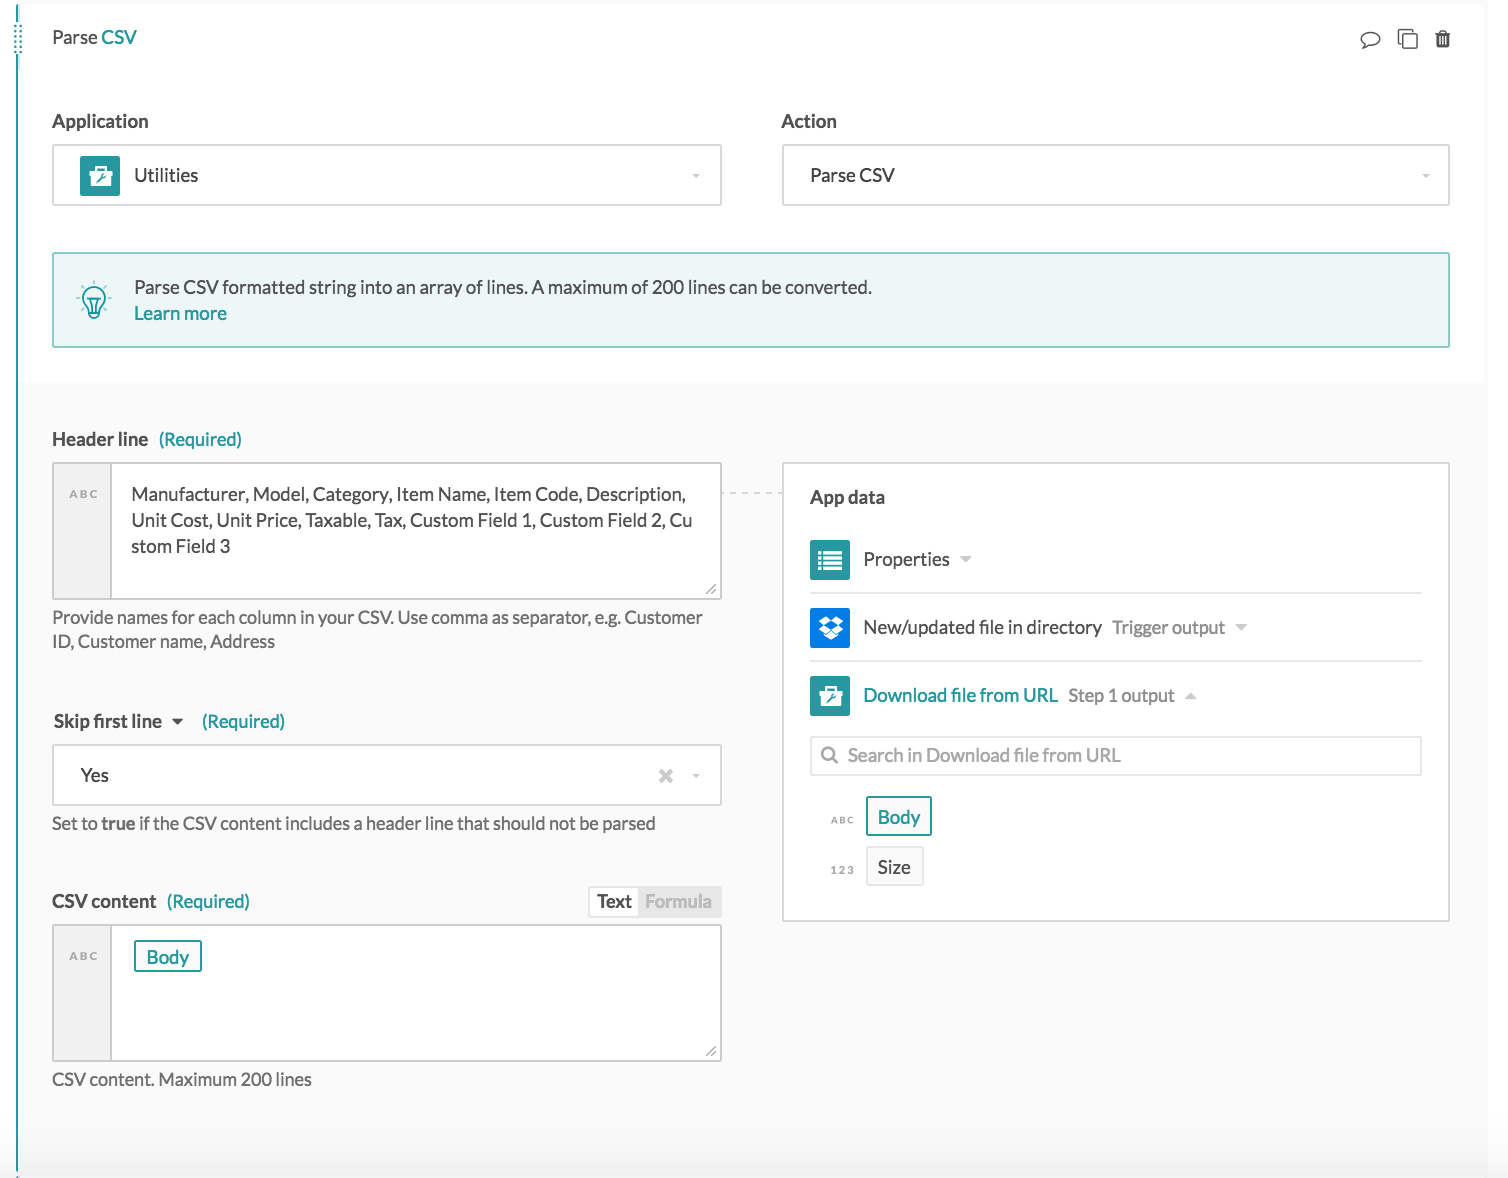 Parse CSV
Application
Action
Utilities
Parse CSV
Parse CSV formatted string into an array of lines. A maximum of 200 lines can be converted.
Learn more
Header line (Required)
ABC
Manufacturer, Model, Category, Item Name, Item Code, Description,
Unit Cost, Unit Price, Taxable, Tax, Custom Field 1, Custom Field 2, Cu
stom Field 3
Provide names for each column in your CSV. Use comma as separator, e.g. Customer
ID, Customer name, Address
App data
Properties
New/updated file in directory Trigger output
Download file from URL Step 1 output
Search in Download file from URL
ABC Body
123 Size
Skip first line (Required)
Yes
Set to true if the CSV content includes a header line that should not be parsed
CSV content (Required)
Text Formula
ABC
Body
CSV content. Maximum 200 lines